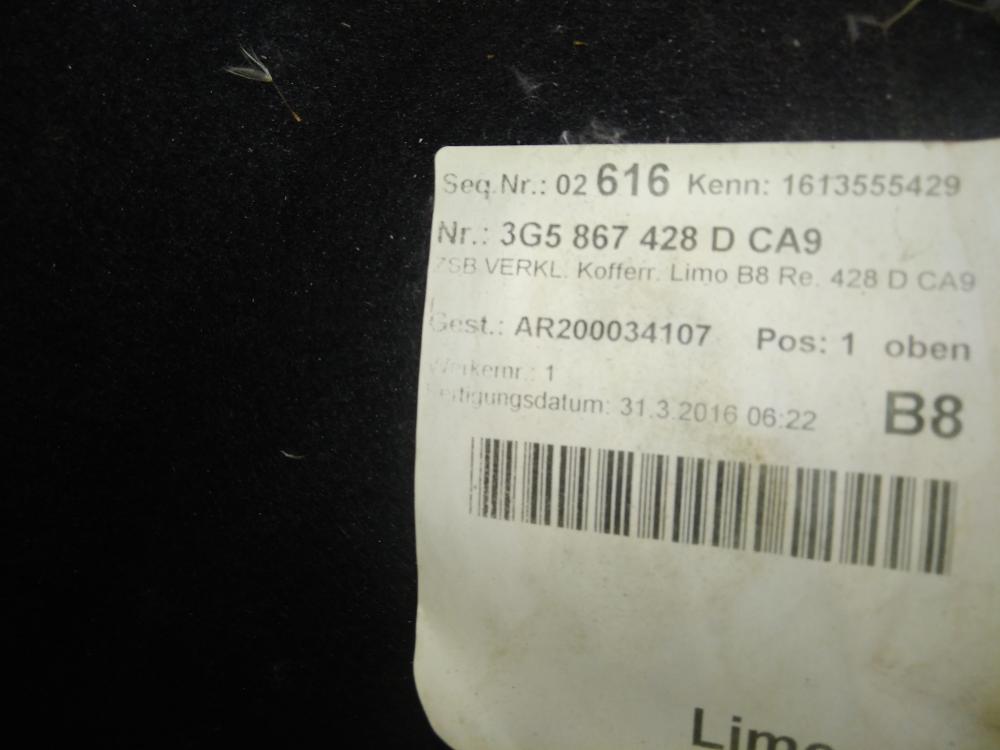 Seq.Nr.: 02 616 Kenn: 1613555429
Nr.: 3G5 867 428 D CA9
ZSB VERKL. Kofferr. Limo B8 Re. 428 D CA9
Gest.: AR200034107 Pos: 1 oben
Werkernr.: 1
Fertigungsdatum: 31.3.2016 06:22
B8
Limo